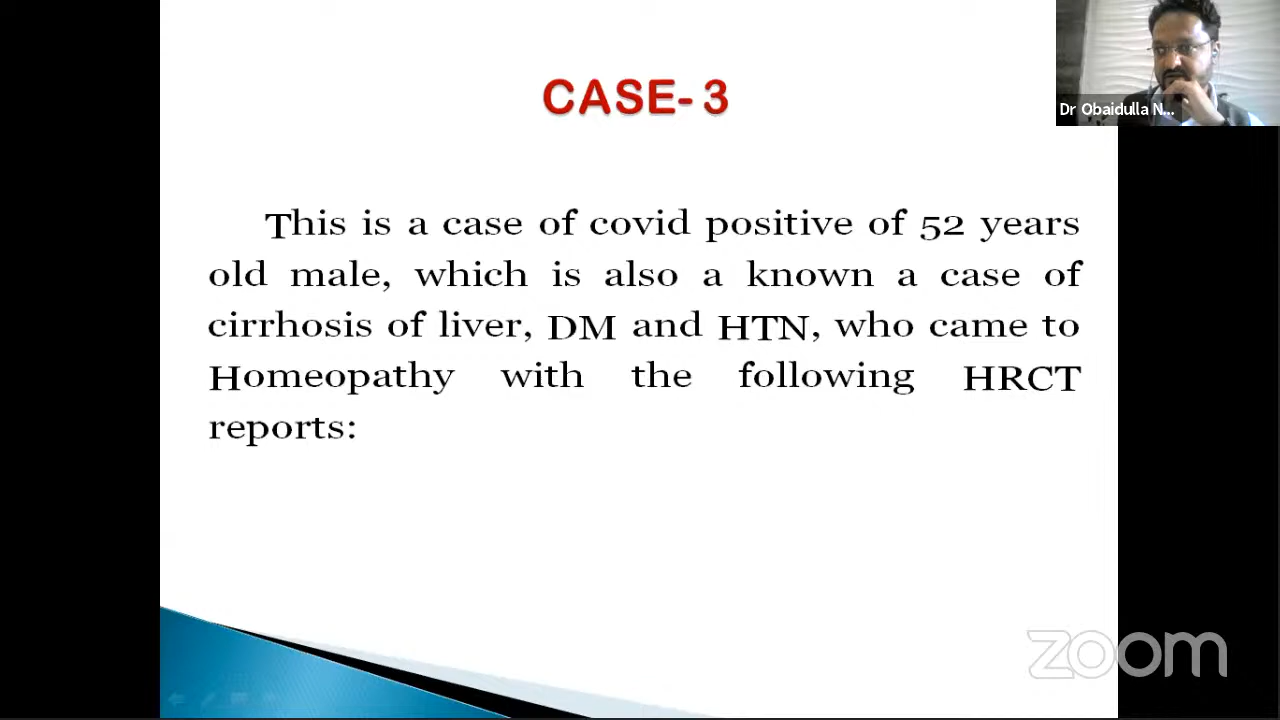 CASE- 3
Dr Obaidulla N...
This is a case of covid positive of 52 years
old male, which is also a known a case of
cirrhosis of liver, DM and HTN, who came to
Homeopathy with the following HRCT
reports:
zoom